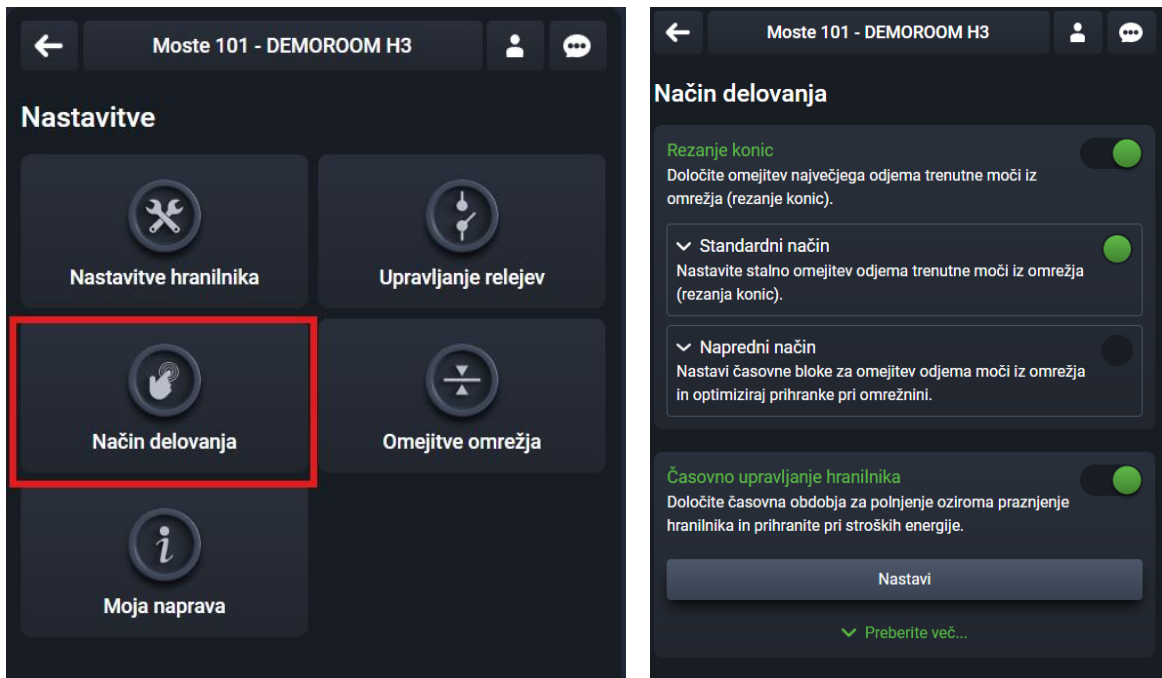 Moste 101 - DEMOROOM H3
Nastavitve
Nastavitve hranilnika
Upravljanje relejev
Način delovanja
Omejitve omrežja
Moja naprava
Moste 101 - DEMOROOM H3
Način delovanja
Rezanje konic
Določite omejitev največjega odjema trenutne moči iz
omrežja (rezanje konic).
Standardni način
Nastavite stalno omejitev odjema trenutne moči iz omrežja
(rezanja konic).
Napredni način
Nastavi časovne bloke za omejitev odjema moči iz omrežja
in optimiziraj prihranke pri omrežnini.
Časovno upravljanje hranilnika
Določite časovna obdobja za polnjenje oziroma praznjenje
hranilnika in prihranite pri stroških energije.
Nastavi
Preberite več...